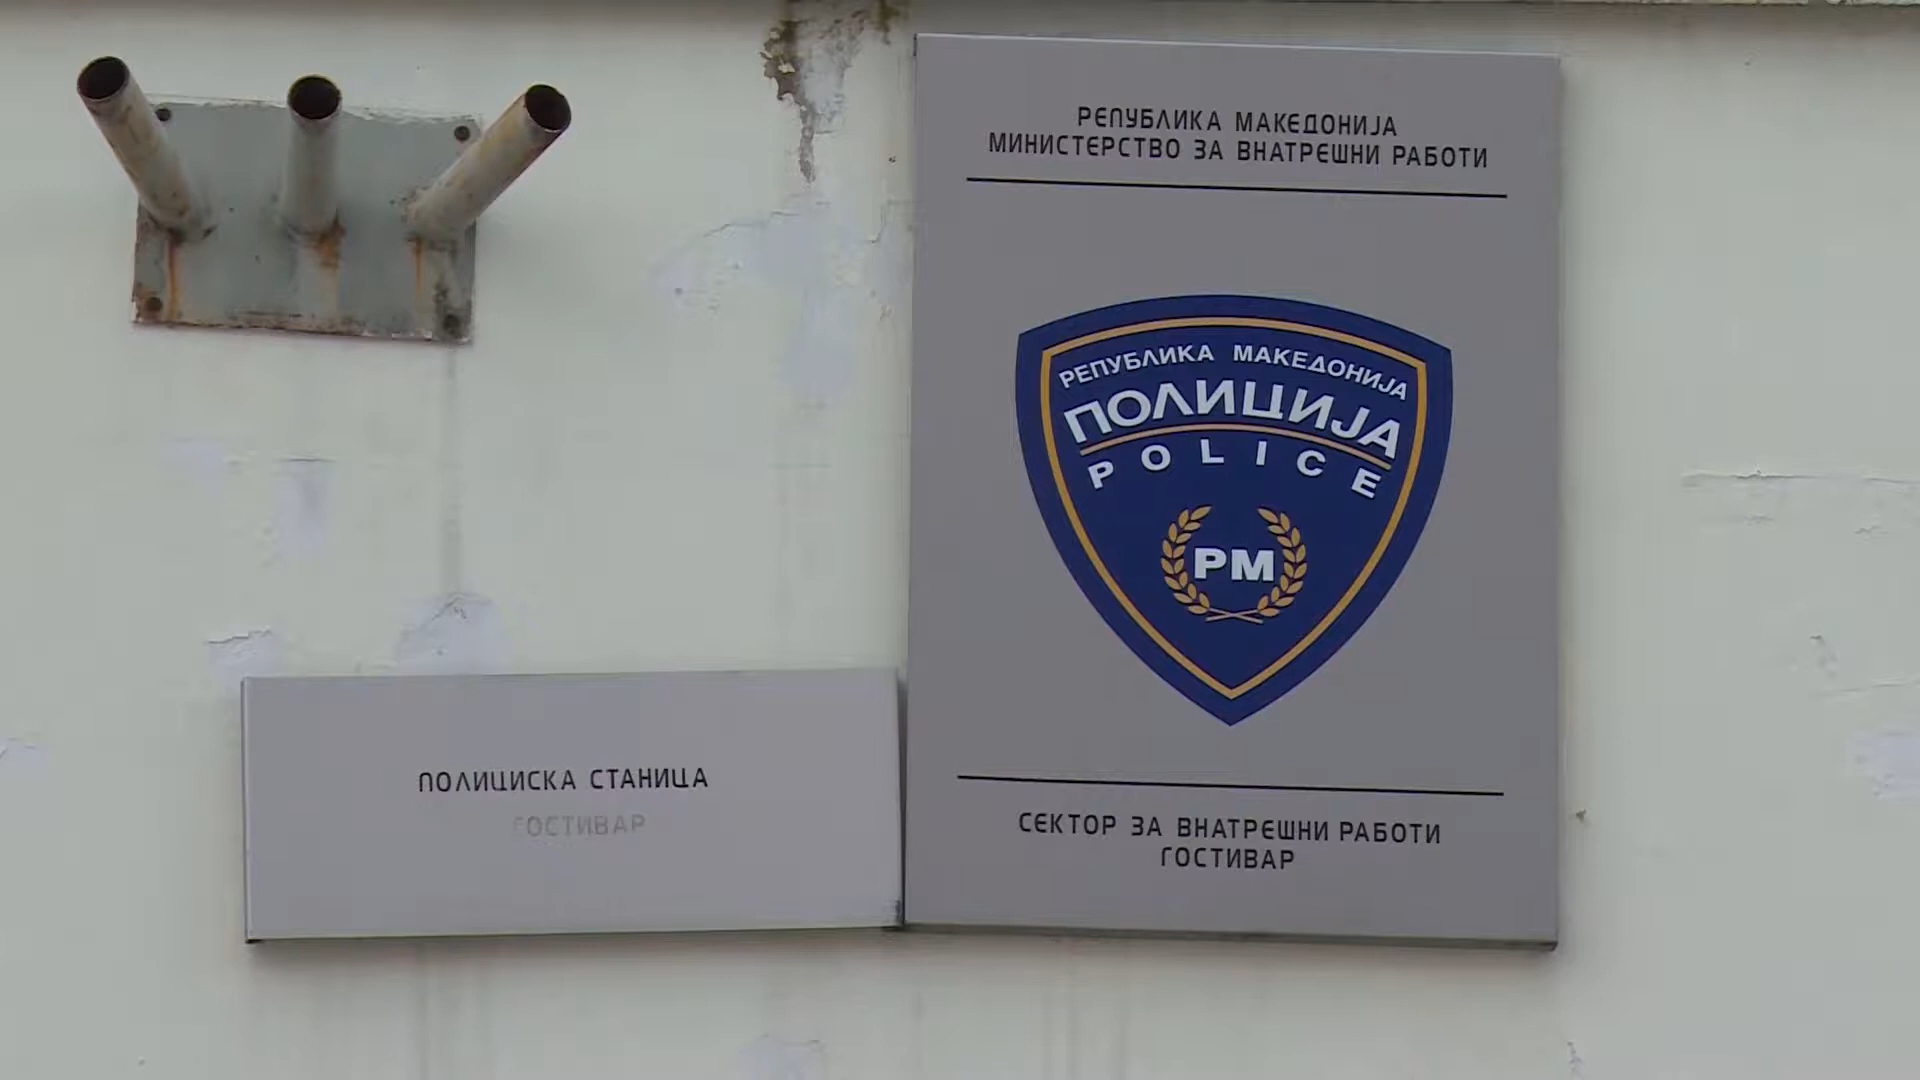 РЕПУБЛИКА МАКЕДОНИЈА
МИНИСТЕРСТВО ЗА ВНАТРЕШНИ РАБОТИ
РЕПУБЛИКА МАКЕДОНИЈА
ПОЛИЦИЈА
POLICE
РМ
СЕКТОР ЗА ВНАТРЕШНИ РАБОТИ
ГОСТИВАР
ПОЛИЦИСКА СТАНИЦА
ГОСТИВАР